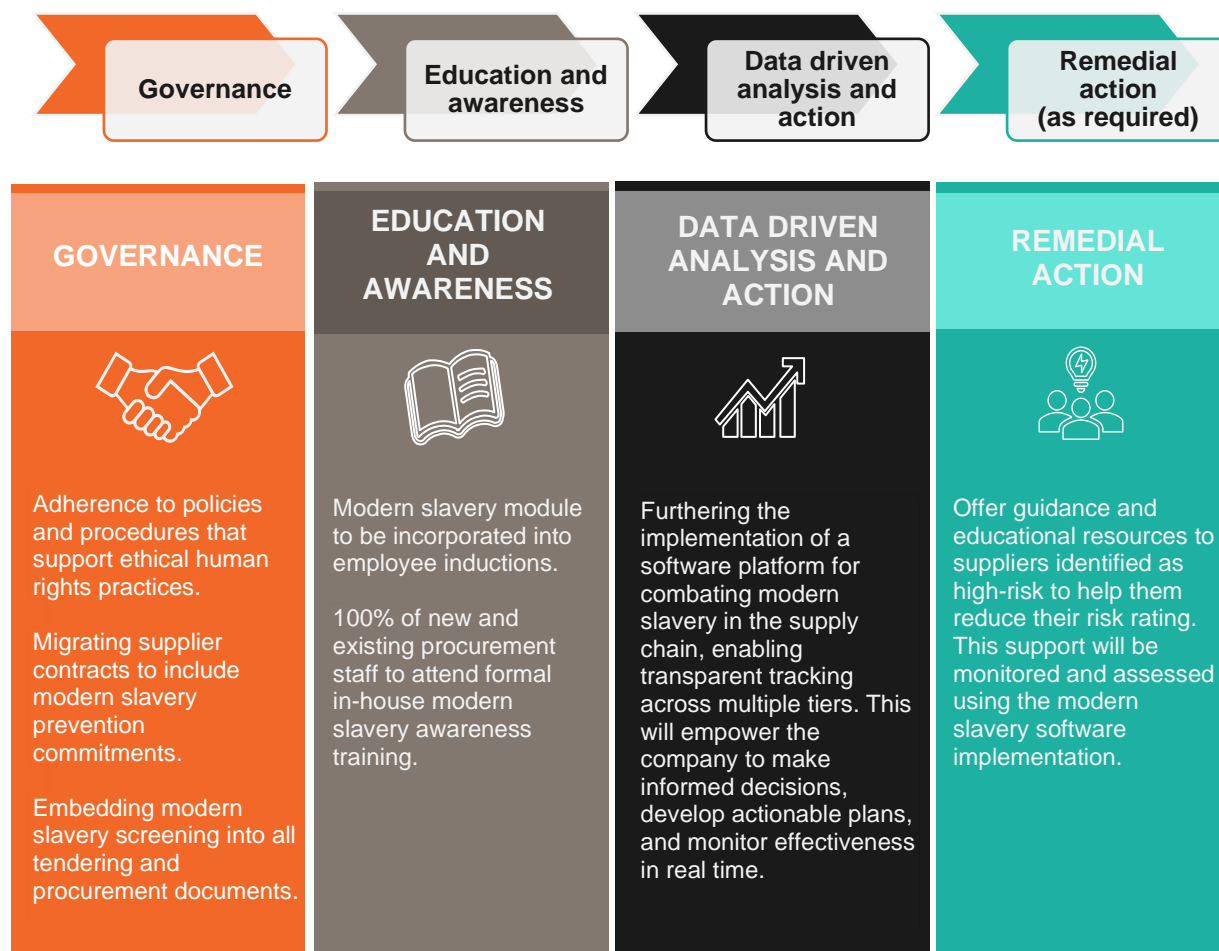 Governance
Education and
awareness
Data driven
analysis and
action
Remedial
action
(as required)
GOVERNANCE
Adherence to policies
and procedures that
support ethical human
rights practices.
Migrating supplier
contracts to include
modern slavery
prevention
commitments.
Embedding modern
slavery screening into all
tendering and
procurement documents.
EDUCATION
AND
AWARENESS
Modern slavery module
to be incorporated into
employee inductions.
100% of new and
existing procurement
staff to attend formal
in-house modern
slavery awareness
training.
DATA DRIVEN
ANALYSIS AND
ACTION
Furthering the
implementation of a
software platform for
combating modern
slavery in the supply
chain, enabling
transparent tracking
across multiple tiers. This
will empower the
company to make
informed decisions,
develop actionable plans,
and monitor effectiveness
in real time.
REMEDIAL
ACTION
Offer guidance and
educational resources to
suppliers identified as
high-risk to help them
reduce their risk rating.
This support will be
monitored and assessed
using the modern
slavery software
implementation.